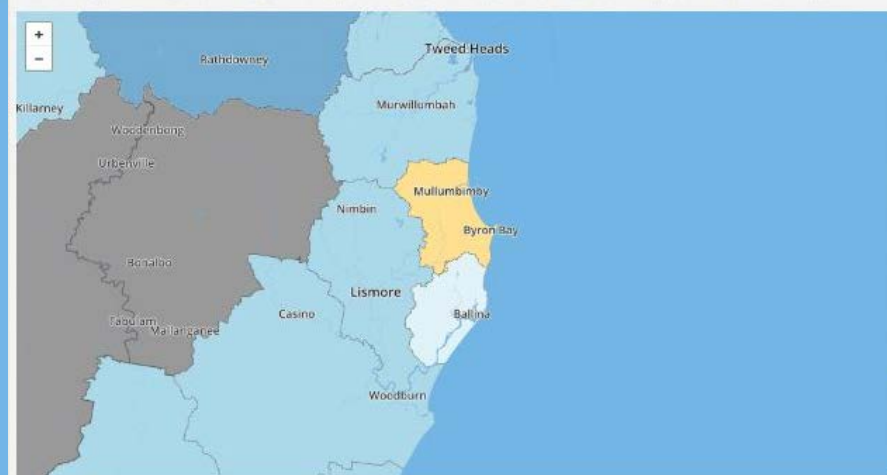 +
Tweed Heads
−
Rathdowney
Killarney
Murwillumbah
Woodenbong
Urbenville
Mullumbimby
Nimbin
Byron Bay
Bonalbo
Lismore
Casino
Ballina
Tabulam
Mallanganee
Woodburn